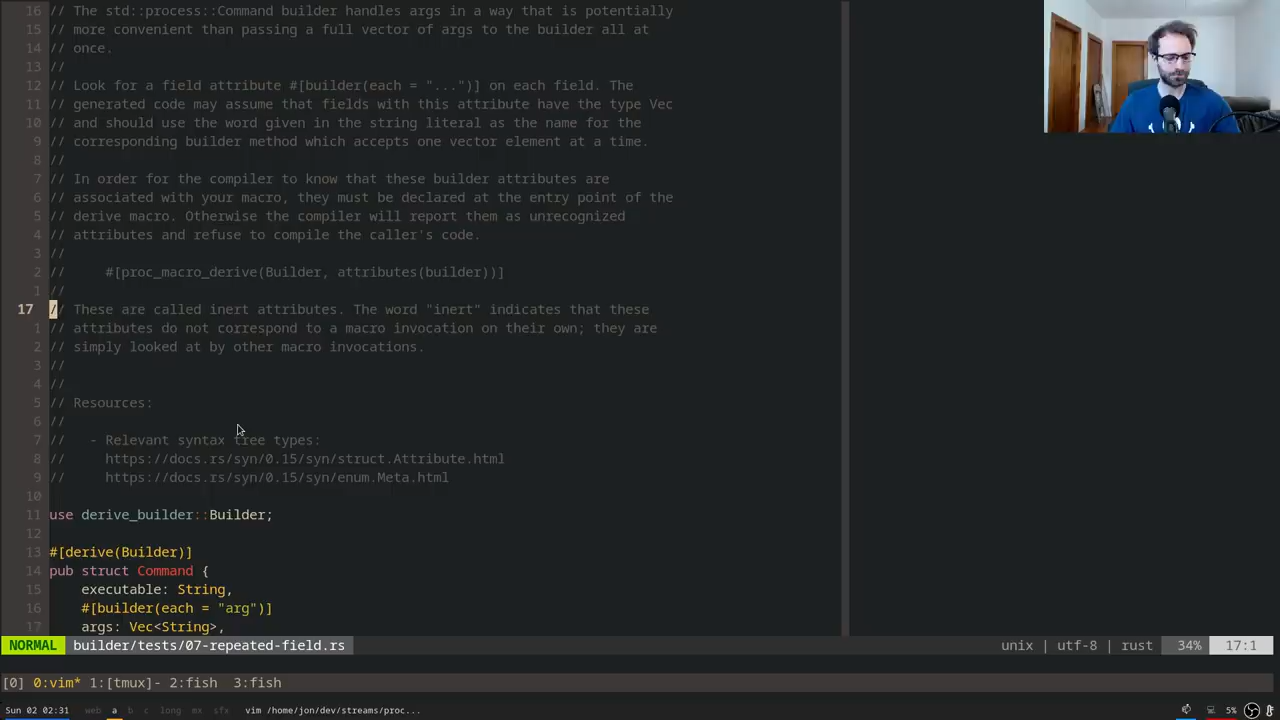 16 // The std::process::Command builder handles args in a way that is potentially
15 // more convenient than passing a full vector of args to the builder all at
14 // once.
13 //
12 // Look for a field attribute #[builder(each = "...")] on each field. The
11 // generated code may assume that fields with this attribute have the type Vec
10 // and should use the word given in the string literal as the name for the
9 // corresponding builder method which accepts one vector element at a time.
8 //
7 // In order for the compiler to know that these builder attributes are
6 // associated with your macro, they must be declared at the entry point of the
5 // derive macro. Otherwise the compiler will report them as unrecognized
4 // attributes and refuse to compile the caller's code.
3 //
2 //     #[proc_macro_derive(Builder, attributes(builder))]
1 //
17 // These are called inert attributes. The word "inert" indicates that these
1 // attributes do not correspond to a macro invocation on their own; they are
2 // simply looked at by other macro invocations.
3 //
4 //
5 // Resources:
6 //
7 //   - Relevant syntax tree types:
8 //     https://docs.rs/syn/0.15/syn/struct.Attribute.html
9 //     https://docs.rs/syn/0.15/syn/enum.Meta.html
10
11 use derive_builder::Builder;
12
13 #[derive(Builder)]
14 pub struct Command {
15     executable: String,
16     #[builder(each = "arg")]
17     args: Vec<String>,
NORMAL builder/tests/07-repeated-field.rs unix | utf-8 | rust 34% 17:1
[0] 0:vim* 1:[tmux]- 2:fish 3:fish
Sun 02 02:31 web a b c long mx sfx vim /home/jon/dev/streams/proc... 5%